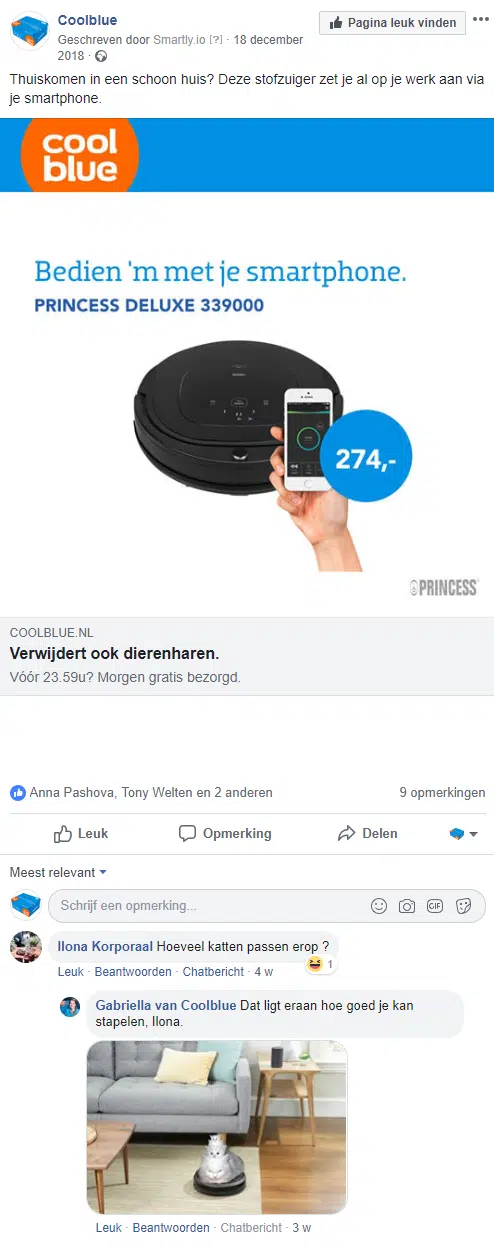 Coolblue
Geschreven door Smartly.io [?] · 18 december
2018 ·
Pagina leuk vinden
Thuiskomen in een schoon huis? Deze stofzuiger zet je al op je werk aan via
je smartphone.
cool
blue
Bedien 'm met je smartphone.
PRINCESS DELUXE 339000
274,-
PRINCESS
COOLBLUE.NL
Verwijdert ook dierenharen.
Vóór 23.59u? Morgen gratis bezorgd.
Anna Pashova, Tony Welten en 2 anderen
9 opmerkingen
Leuk
Opmerking
Delen
Meest relevant
Schrijf een opmerking...
GIF
Ilona Korporaal Hoeveel katten passen erop ?
1
Leuk · Beantwoorden · Chatbericht · 4 w
Gabriella van Coolblue Dat ligt eraan hoe goed je kan
stapelen, Ilona.
Leuk · Beantwoorden · Chatbericht · 3 w